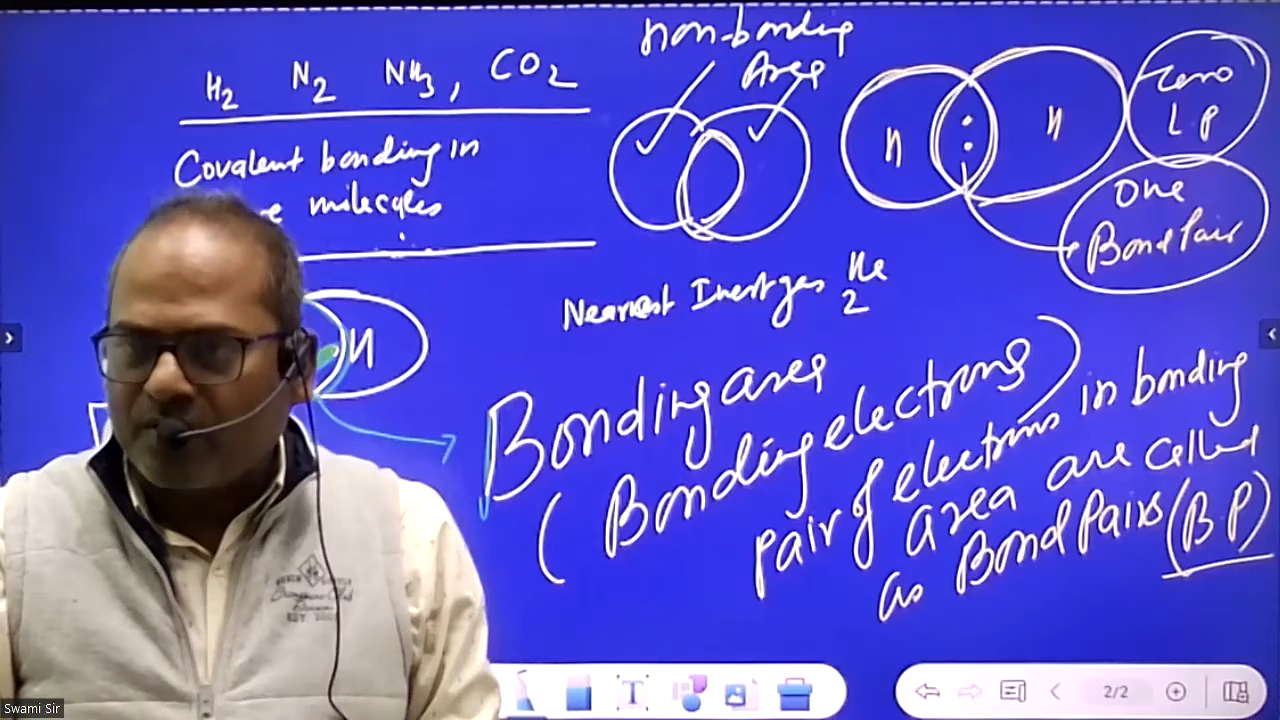 H2 N2 NH3, CO2
Covalent bonding in
molecules
non-bonding
Area
H : H
Zero
LP
One
Bond Pair
Nearest Inert gas He
2
H
Bonding area
(Bonding electrons)
pair of electrons in bonding
area are called
as Bond Pairs (BP)
T
2/2
Swami Sir